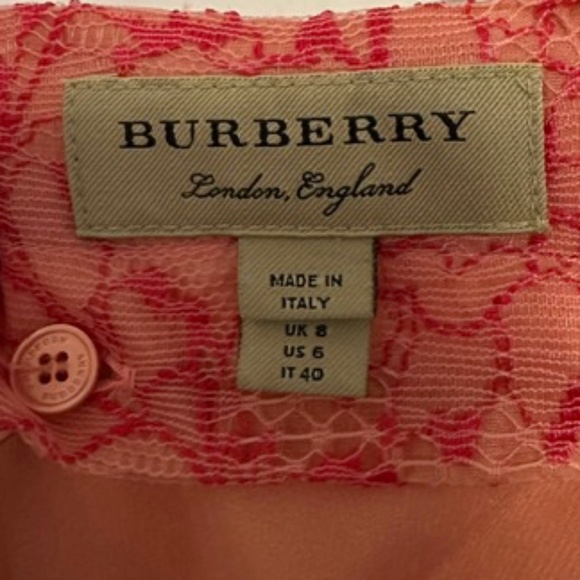 BURBERRY
London, England
MADE IN
ITALY
UK 8
US 6
IT 40